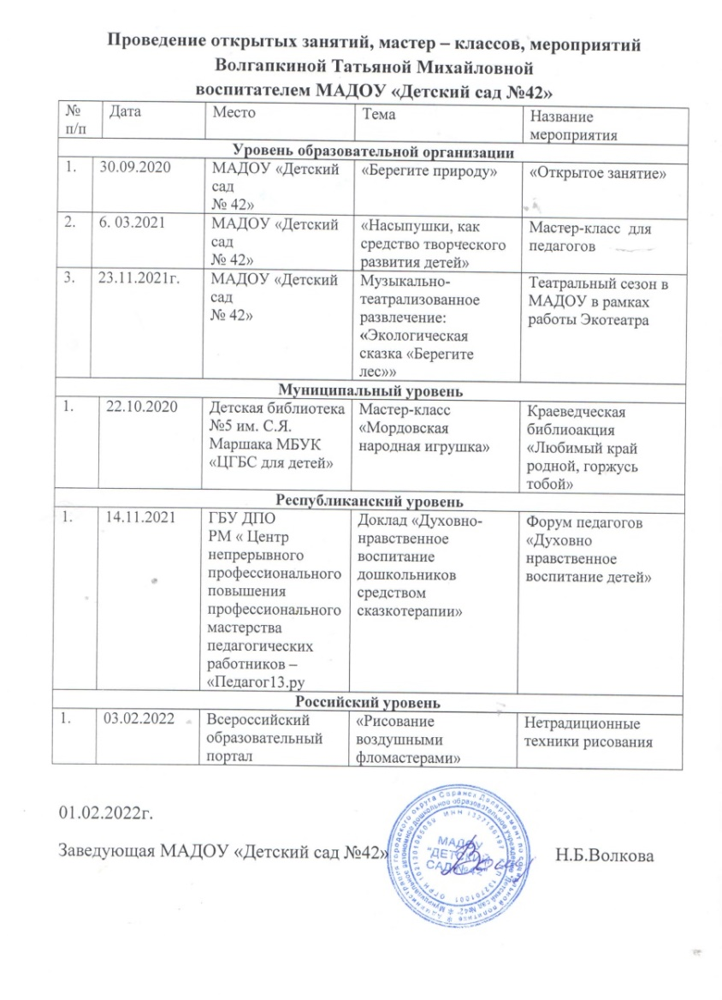 Проведение открытых занятий, мастер – классов, мероприятий
Волгапкиной Татьяной Михайловной
воспитателем МАДОУ «Детский сад №42»
№ п/п Дата Место Тема Название мероприятия
Уровень образовательной организации
1. 30.09.2020 МАДОУ «Детский сад № 42» «Берегите природу» «Открытое занятие»
2. 6. 03.2021 МАДОУ «Детский сад № 42» «Насыпушки, как средство творческого развития детей» Мастер-класс для педагогов
3. 23.11.2021г. МАДОУ «Детский сад № 42» Музыкально-театрализованное развлечение: «Экологическая сказка «Берегите лес»» Театральный сезон в МАДОУ в рамках работы Экотеатра
Муниципальный уровень
1. 22.10.2020 Детская библиотека №5 им. С.Я. Маршака МБУК «ЦГБС для детей» Мастер-класс «Мордовская народная игрушка» Краеведческая библиоакция «Любимый край родной, горжусь тобой»
Республиканский уровень
1. 14.11.2021 ГБУ ДПО РМ « Центр непрерывного профессионального повышения профессионального мастерства педагогических работников – «Педагог13.ру Доклад «Духовно-нравственное воспитание дошкольников средством сказкотерапии» Форум педагогов «Духовно нравственное воспитание детей»
Российский уровень
1. 03.02.2022 Всероссийский образовательный портал «Рисование воздушными фломастерами» Нетрадиционные техники рисования
01.02.2022г.
Заведующая МАДОУ «Детский сад №42» Н.Б.Волкова
МАДОУ
"ДЕТСКИЙ
САД №42"